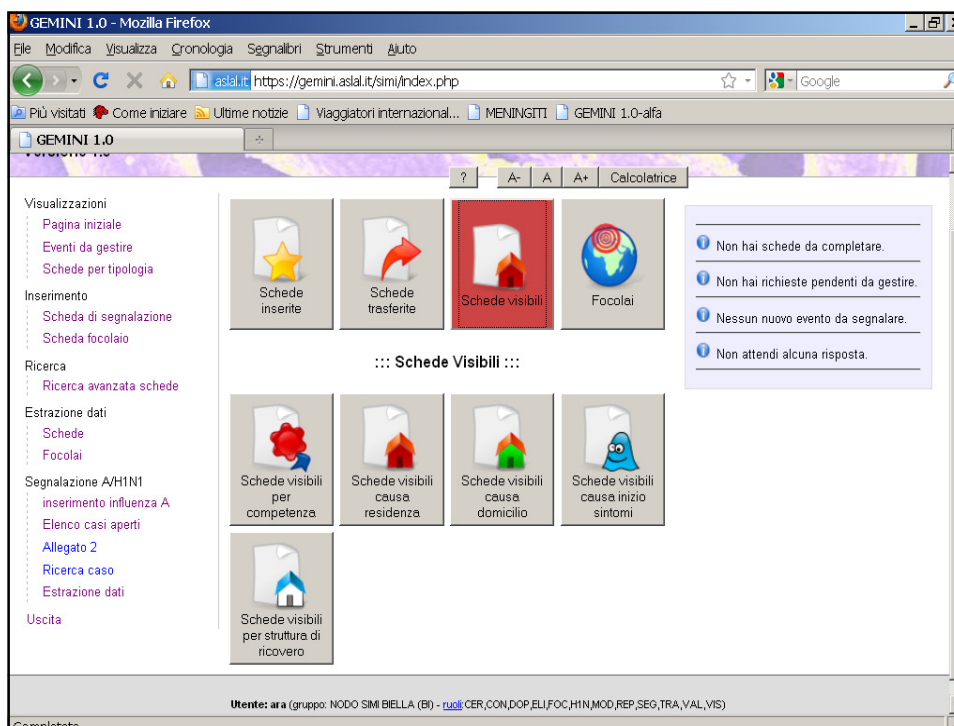 GEMINI 1.0 - Mozilla Firefox
File Modifica Visualizza Cronologia Segnalibri Strumenti Aiuto
aslal.it https://gemini.aslal.it/simi/index.php
Google
Più visitati Come iniziare Ultime notizie Viaggiatori internazional... MENINGITI GEMINI 1.0-alfa
GEMINI 1.0
Versione 1.0
? A- A A+ Calcolatrice
Visualizzazioni
Pagina iniziale
Eventi da gestire
Schede per tipologia
Inserimento
Scheda di segnalazione
Scheda focolaio
Ricerca
Ricerca avanzata schede
Estrazione dati
Schede
Focolai
Segnalazione A/H1N1
inserimento influenza A
Elenco casi aperti
Allegato 2
Ricerca caso
Estrazione dati
Uscita
Schede
inserite
Schede
trasferite
Schede visibili
Focolai
::: Schede Visibili :::
Schede visibili
per
competenza
Schede visibili
causa
residenza
Schede visibili
causa
domicilio
Schede visibili
causa inizio
sintomi
Schede visibili
per struttura di
ricovero
Non hai schede da completare.
Non hai richieste pendenti da gestire.
Nessun nuovo evento da segnalare.
Non attendi alcuna risposta.
Utente: ara (gruppo: NODO SIMI BIELLA (BI) - ruoli: CER,CON,DOP,ELI,FOC,H1N,MOD,REP,SEG,TRA,VAL,VIS)
Completato